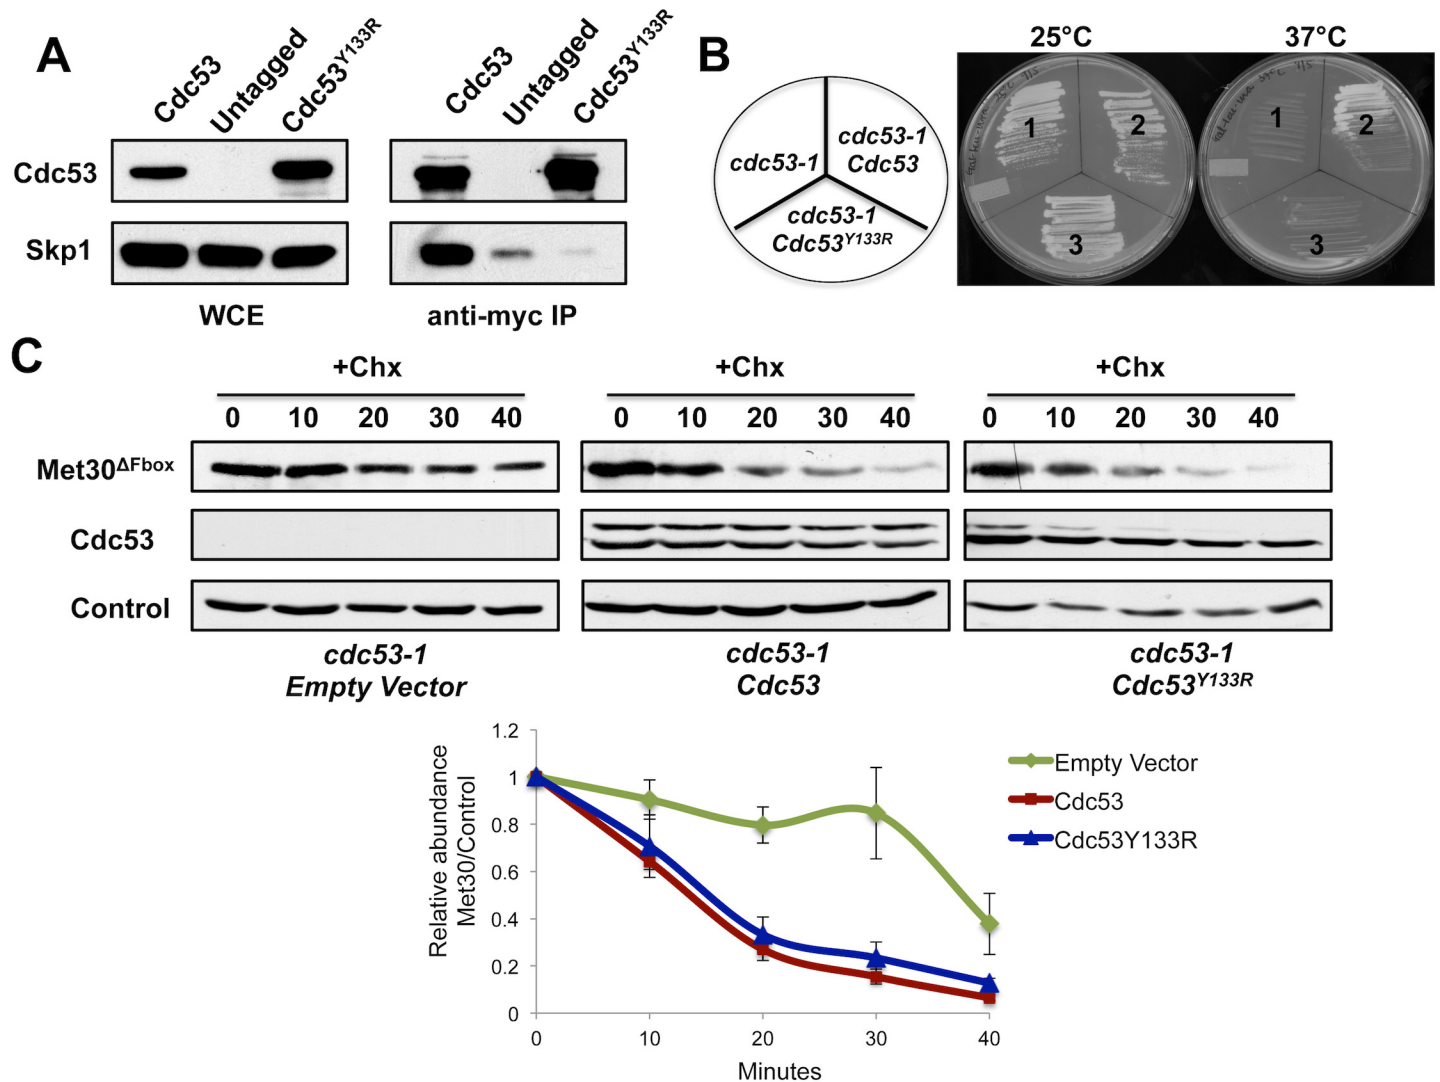 A
Cdc53
Untagged
Cdc53Y133R
Cdc53
Untagged
Cdc53Y133R
Cdc53
Skp1
WCE
anti-myc IP
B
cdc53-1
cdc53-1
Cdc53
cdc53-1
Cdc53Y133R
25°C
37°C
1
2
3
1
2
3
C
+Chx
+Chx
+Chx
0 10 20 30 40
0 10 20 30 40
0 10 20 30 40
Met30ΔFbox
Cdc53
Control
cdc53-1
Empty Vector
cdc53-1
Cdc53
cdc53-1
Cdc53Y133R
Relative abundance
Met30/Control
1.2
1
0.8
0.6
0.4
0.2
0
0 10 20 30 40
Minutes
Empty Vector
Cdc53
Cdc53Y133R